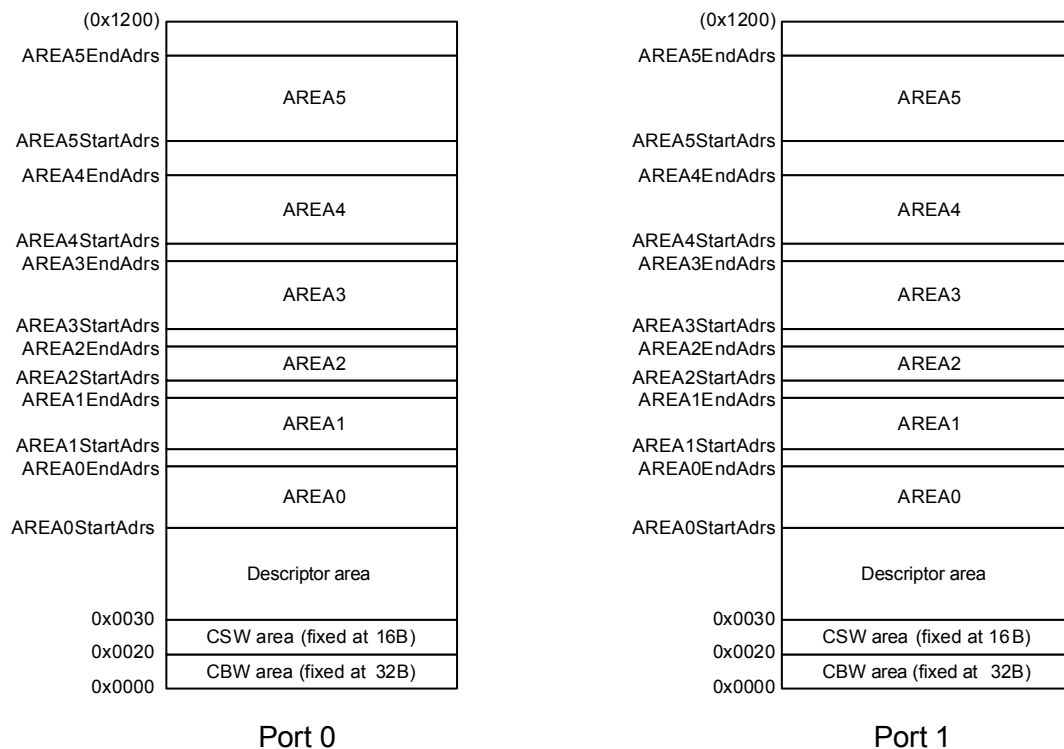 (0x1200)
AREA5EndAdrs
AREA5
AREA5StartAdrs
AREA4EndAdrs
AREA4
AREA4StartAdrs
AREA3EndAdrs
AREA3
AREA3StartAdrs
AREA2EndAdrs
AREA2
AREA2StartAdrs
AREA1EndAdrs
AREA1
AREA1StartAdrs
AREA0EndAdrs
AREA0
AREA0StartAdrs
Descriptor area
0x0030
CSW area (fixed at 16B)
0x0020
CBW area (fixed at 32B)
0x0000
Port 0
(0x1200)
AREA5EndAdrs
AREA5
AREA5StartAdrs
AREA4EndAdrs
AREA4
AREA4StartAdrs
AREA3EndAdrs
AREA3
AREA3StartAdrs
AREA2EndAdrs
AREA2
AREA2StartAdrs
AREA1EndAdrs
AREA1
AREA1StartAdrs
AREA0EndAdrs
AREA0
AREA0StartAdrs
Descriptor area
0x0030
CSW area (fixed at 16B)
0x0020
CBW area (fixed at 32B)
0x0000
Port 1